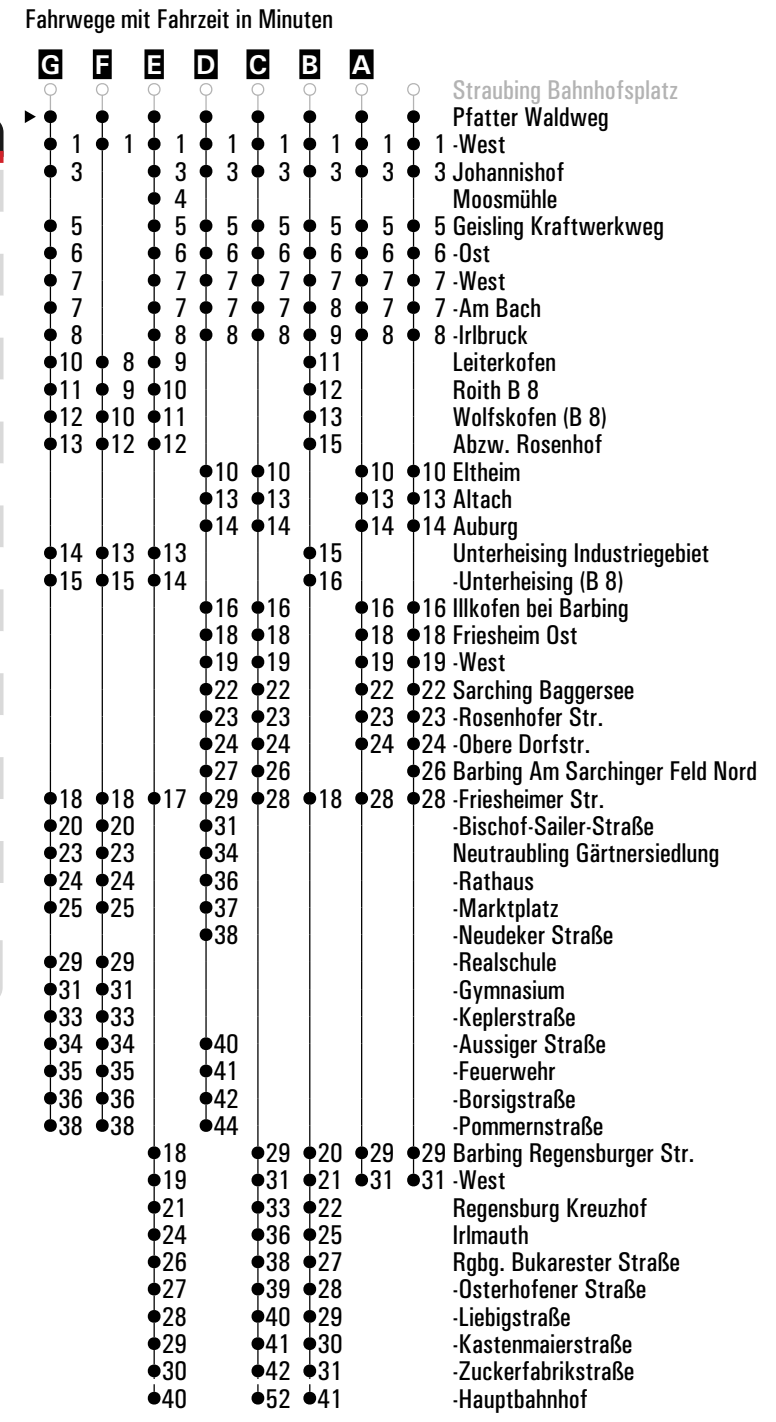 Fahrwege mit Fahrzeit in Minuten
G F E D C B A
Straubing Bahnhofsplatz
Pfatter Waldweg
1 1 1 1 1 1 1 1 -West
3 3 3 3 3 3 3 Johannishof
4 Moosmühle
5 5 5 5 5 5 5 Geisling Kraftwerkweg
6 6 6 6 6 6 6 -Ost
7 7 7 7 7 7 7 -West
7 7 7 7 8 7 7 -Am Bach
8 8 8 8 9 8 8 -Irlbruck
10 8 9 11 Leiterkofen
11 9 10 12 Roith B 8
12 10 11 13 Wolfskofen (B 8)
13 12 12 15 Abzw. Rosenhof
10 10 10 10 Eltheim
13 13 13 13 Altach
14 14 14 14 Auburg
14 13 13 15 Unterheising Industriegebiet
15 15 14 16 -Unterheising (B 8)
16 16 16 16 Illkofen bei Barbing
18 18 18 18 Friesheim Ost
19 19 19 19 -West
22 22 22 22 Sarching Baggersee
23 23 23 23 -Rosenhofer Str.
24 24 24 24 -Obere Dorfstr.
27 26 26 Barbing Am Sarchinger Feld Nord
18 18 17 29 28 18 28 28 -Friesheimer Str.
20 20 31 -Bischof-Sailer-Straße
23 23 34 Neutraubling Gärtnersiedlung
24 24 36 -Rathaus
25 25 37 -Marktplatz
38 -Neudeker Straße
29 29 -Realschule
31 31 -Gymnasium
33 33 -Keplerstraße
34 34 40 -Aussiger Straße
35 35 41 -Feuerwehr
36 36 42 -Borsigstraße
38 38 44 -Pommernstraße
18 29 20 29 29 Barbing Regensburger Str.
19 31 21 31 31 -West
21 33 22 Regensburg Kreuzhof
24 36 25 Irlmauth
26 38 27 Rgbg. Bukarester Straße
27 39 28 -Osterhofener Straße
28 40 29 -Liebigstraße
29 41 30 -Kastenmaierstraße
30 42 31 -Zuckerfabrikstraße
40 52 41 -Hauptbahnhof